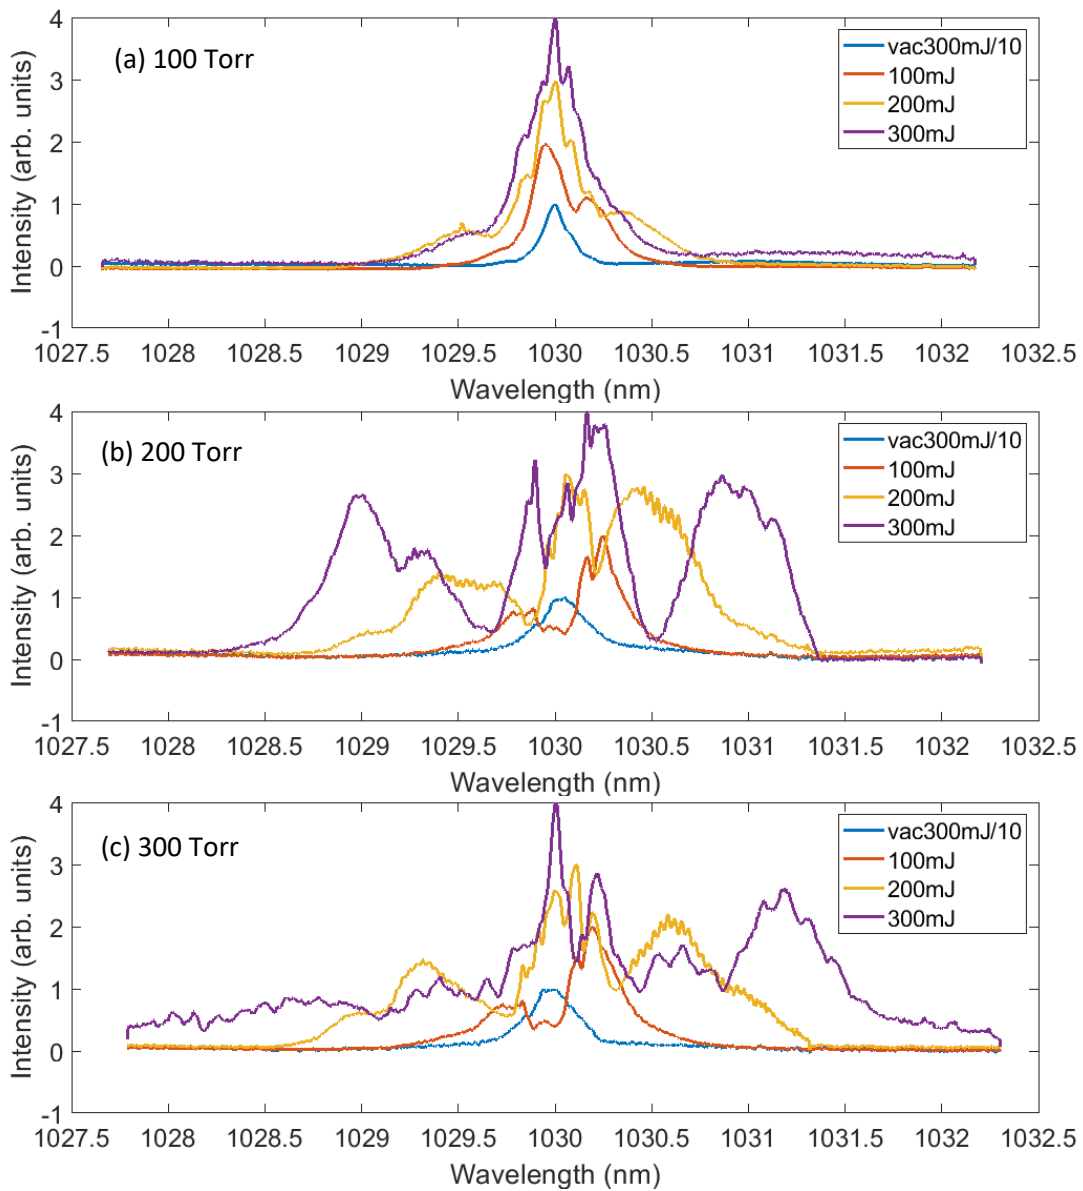 (a) 100 Torr
Intensity (arb. units)
4
3
2
1
0
-1
vac300mJ/10
100mJ
200mJ
300mJ
1027.5 1028 1028.5 1029 1029.5 1030 1030.5 1031 1031.5 1032 1032.5
Wavelength (nm)
(b) 200 Torr
Intensity (arb. units)
4
3
2
1
0
-1
vac300mJ/10
100mJ
200mJ
300mJ
1027.5 1028 1028.5 1029 1029.5 1030 1030.5 1031 1031.5 1032 1032.5
Wavelength (nm)
(c) 300 Torr
Intensity (arb. units)
4
3
2
1
0
-1
vac300mJ/10
100mJ
200mJ
300mJ
1027.5 1028 1028.5 1029 1029.5 1030 1030.5 1031 1031.5 1032 1032.5
Wavelength (nm)